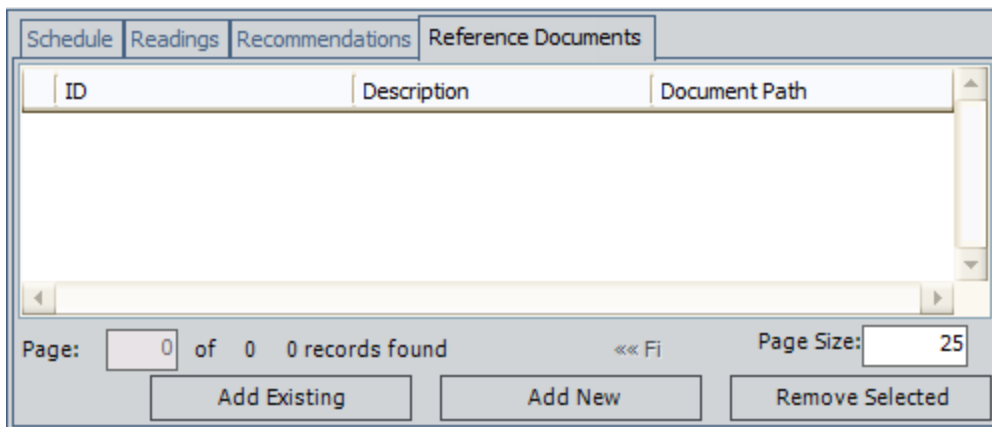 Schedule Readings Recommendations Reference Documents
ID Description Document Path
Page: 0 of 0 0 records found «« Fi Page Size: 25
Add Existing Add New Remove Selected